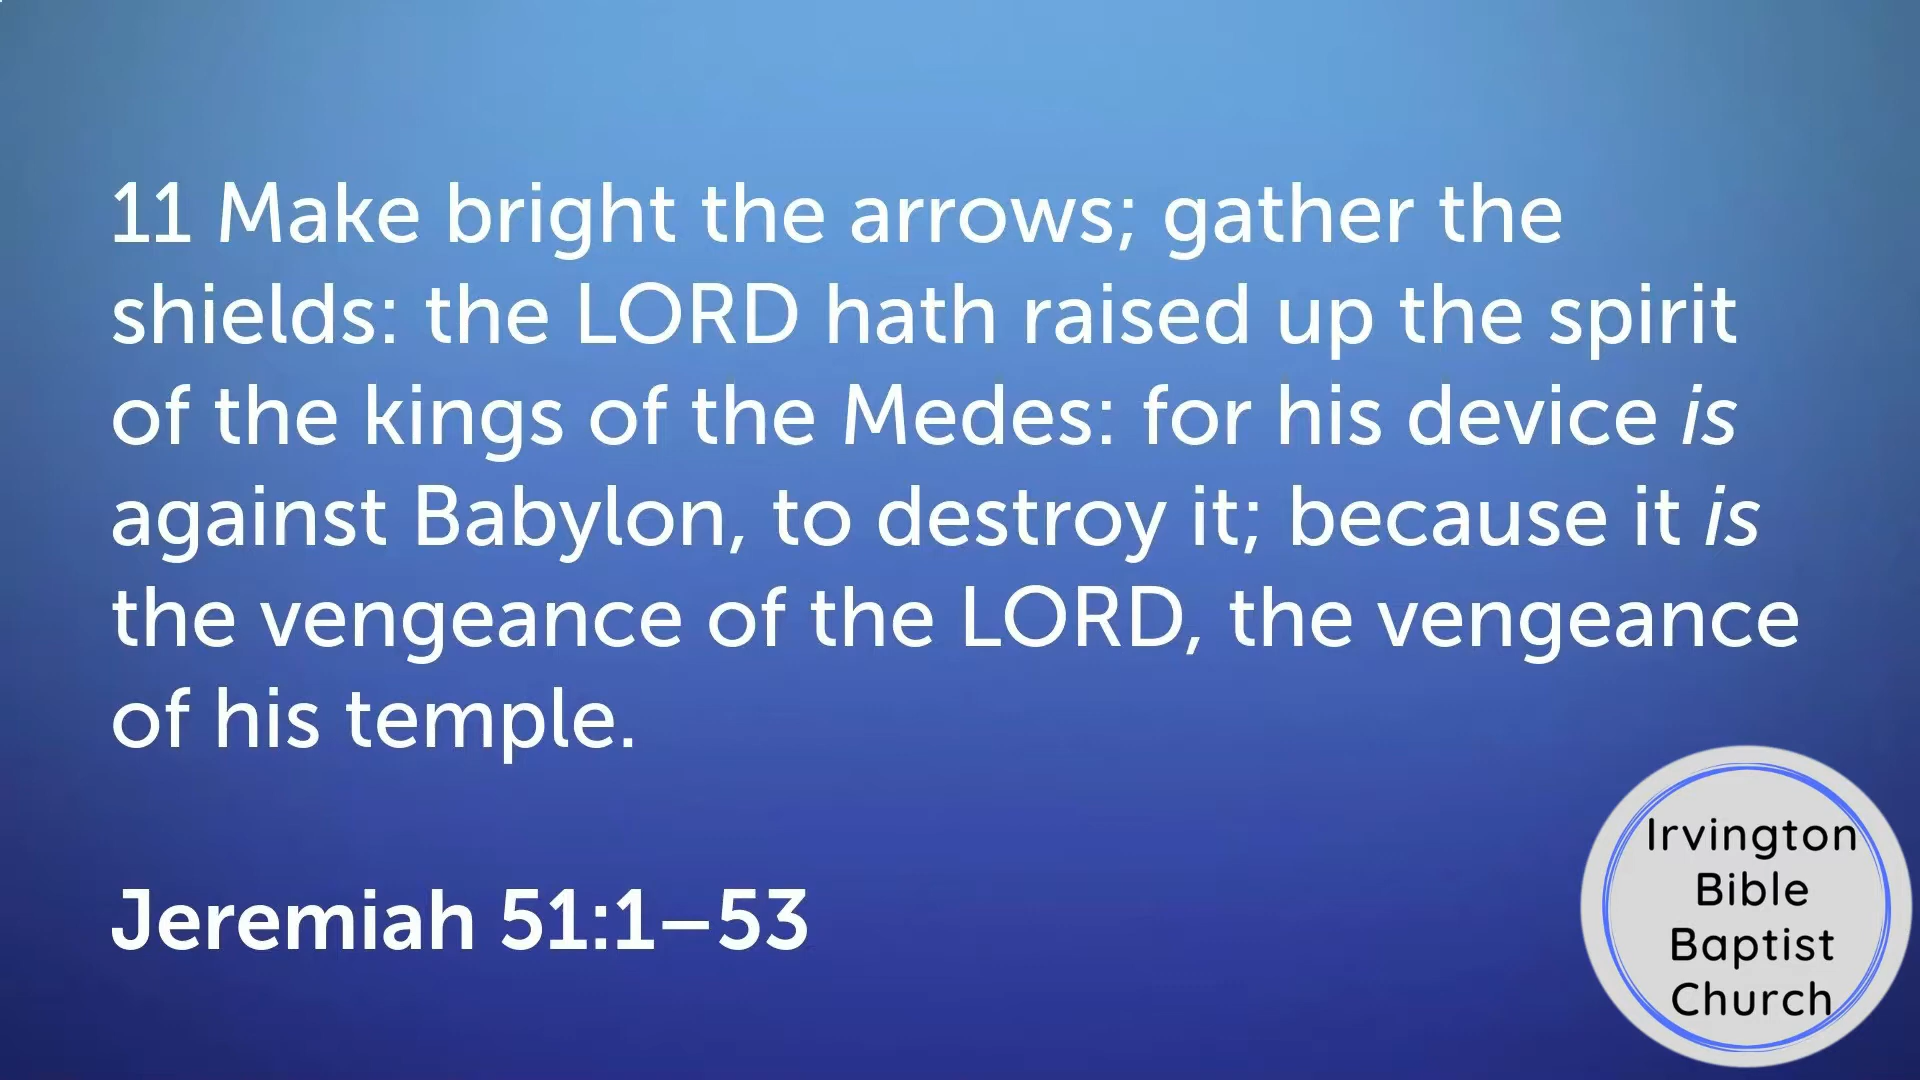 11 Make bright the arrows; gather the
shields: the LORD hath raised up the spirit
of the kings of the Medes: for his device is
against Babylon, to destroy it; because it is
the vengeance of the LORD, the vengeance
of his temple.
Jeremiah 51:1–53
Irvington
Bible
Baptist
Church